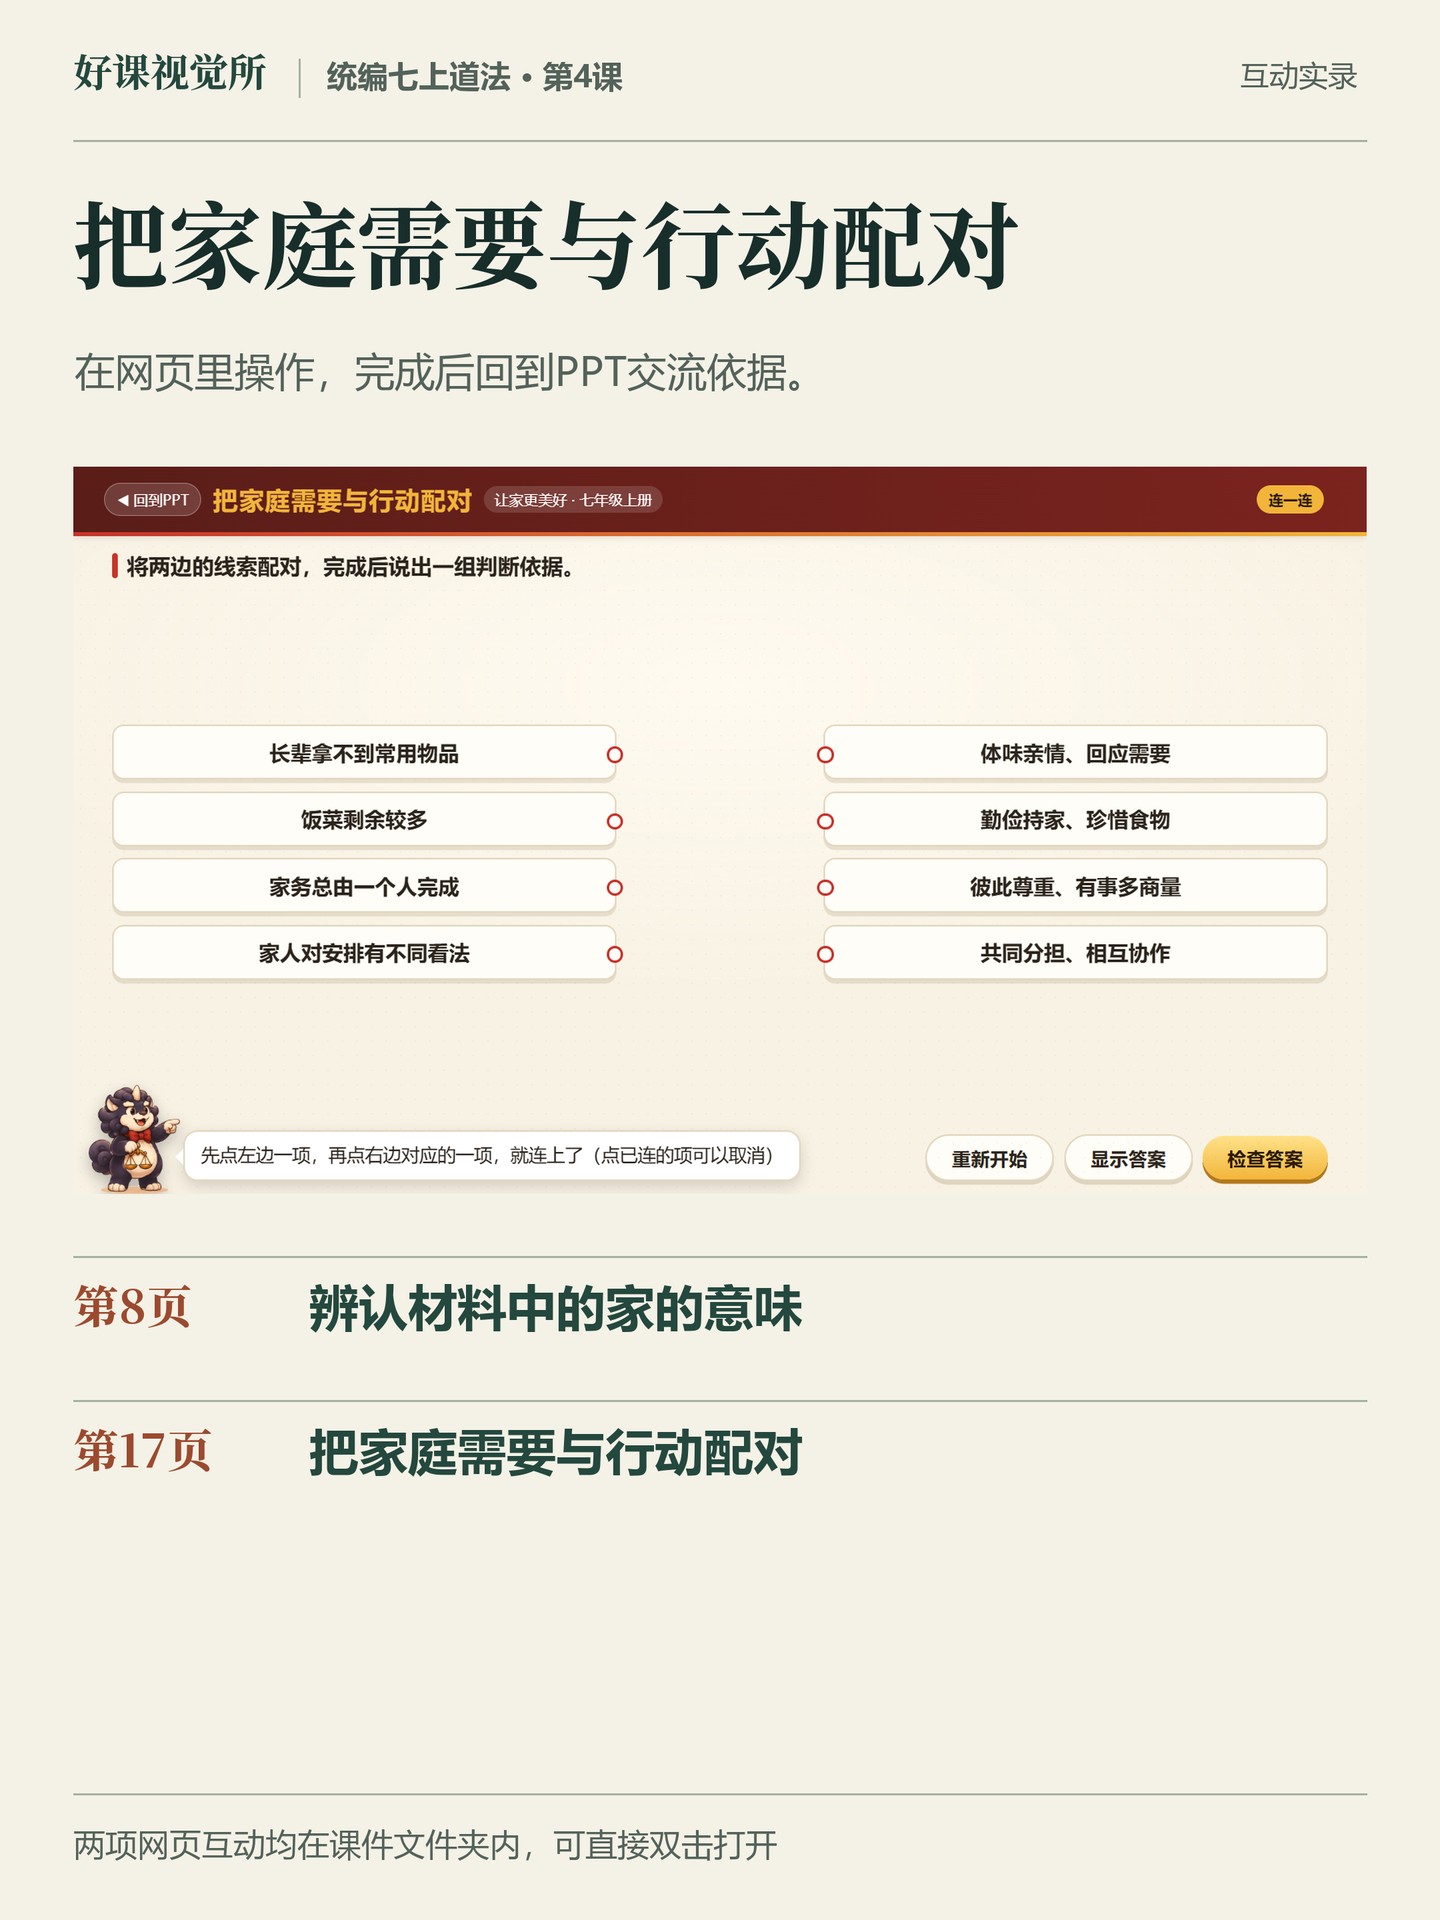 好课视觉所
统编七上道法·第4课
互动实录
把家庭需要与行动配对
在网页里操作，完成后回到PPT交流依据。
◀ 回到PPT
把家庭需要与行动配对
让家更美好·七年级上册
连一连
将两边的线索配对，完成后说出一组判断依据。
长辈拿不到常用物品
体味亲情、回应需要
饭菜剩余较多
勤俭持家、珍惜食物
家务总由一个人完成
彼此尊重、有事多商量
家人对安排有不同看法
共同分担、相互协作
先点左边一项，再点右边对应的一项，就连上了（点已连的项可以取消）
重新开始
显示答案
检查答案
第8页
辨认材料中的家的意味
第17页
把家庭需要与行动配对
两项网页互动均在课件文件夹内，可直接双击打开